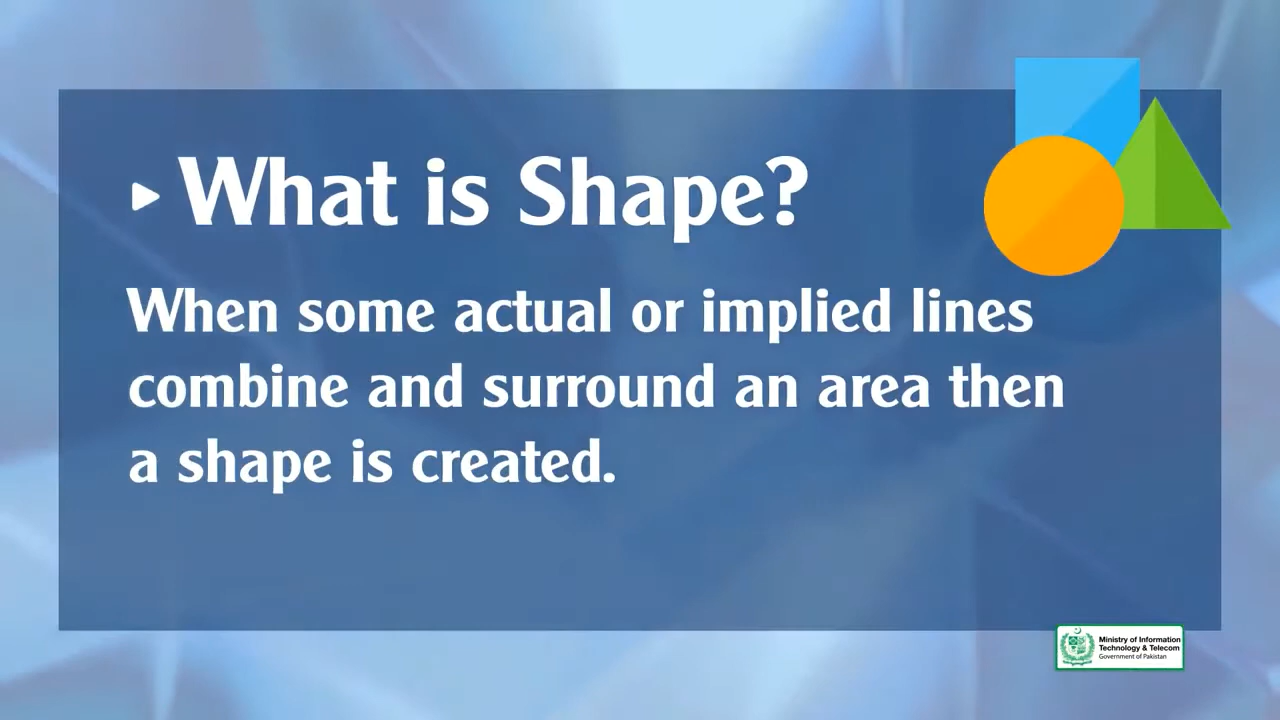 What is Shape?
When some actual or implied lines
combine and surround an area then
a shape is created.
Ministry of Information
Technology & Telecom
Government of Pakistan